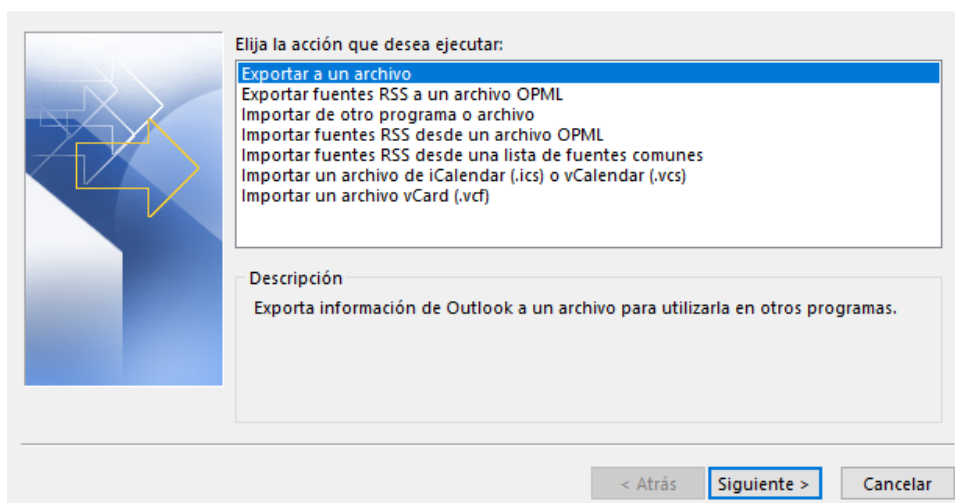 Elija la acción que desea ejecutar:
Exportar a un archivo
Exportar fuentes RSS a un archivo OPML
Importar de otro programa o archivo
Importar fuentes RSS desde un archivo OPML
Importar fuentes RSS desde una lista de fuentes comunes
Importar un archivo de iCalendar (.ics) o vCalendar (.vcs)
Importar un archivo vCard (.vcf)
Descripción
Exporta información de Outlook a un archivo para utilizarla en otros programas.
< Atrás
Siguiente >
Cancelar